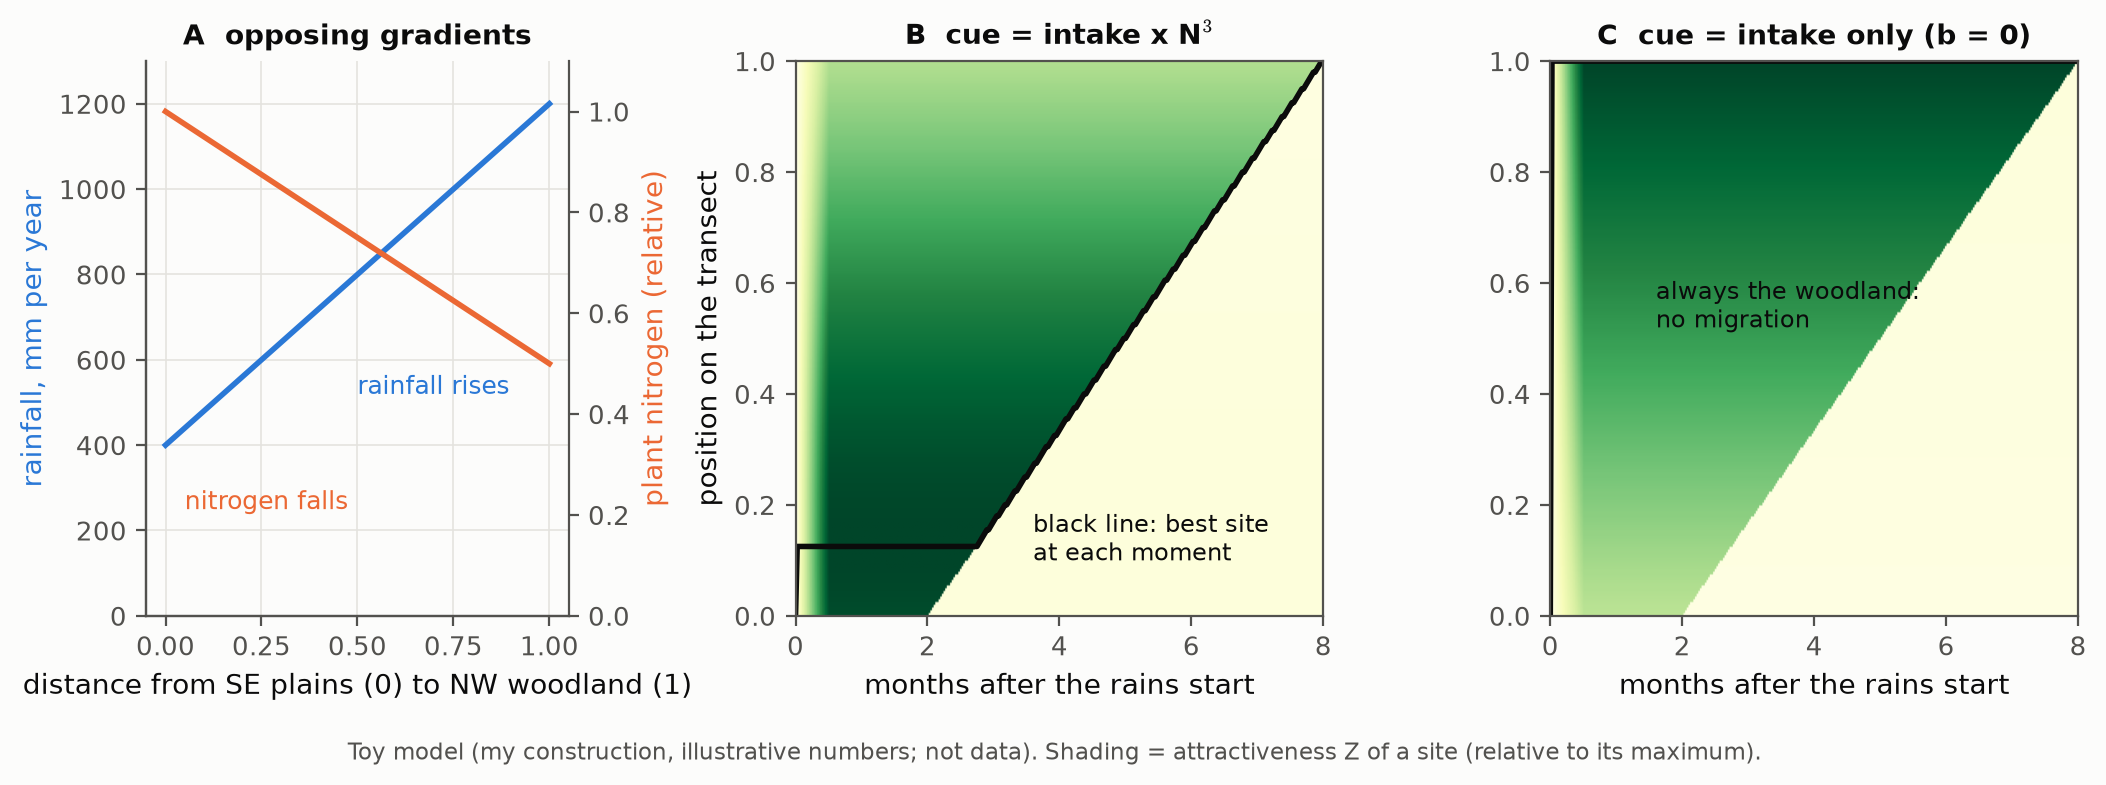 A  opposing gradients
rainfall, mm per year
1200
1000
800
600
400
200
0
1.0
0.8
0.6
0.4
0.2
0.0
plant nitrogen (relative)
rainfall rises
nitrogen falls
0.00 0.25 0.50 0.75 1.00
distance from SE plains (0) to NW woodland (1)
B  cue = intake x N³
position on the transect
1.0
0.8
0.6
0.4
0.2
0.0
black line: best site
at each moment
0 2 4 6 8
months after the rains start
C  cue = intake only (b = 0)
1.0
0.8
0.6
0.4
0.2
0.0
always the woodland:
no migration
0 2 4 6 8
months after the rains start
Toy model (my construction, illustrative numbers; not data). Shading = attractiveness Z of a site (relative to its maximum).